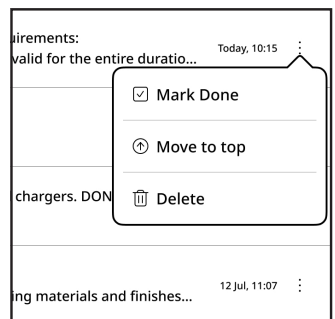 uirements:
valid for the entire duratio...
Today, 10:15
Mark Done
Move to top
chargers. DON
Delete
12 Jul, 11:07
ing materials and finishes...